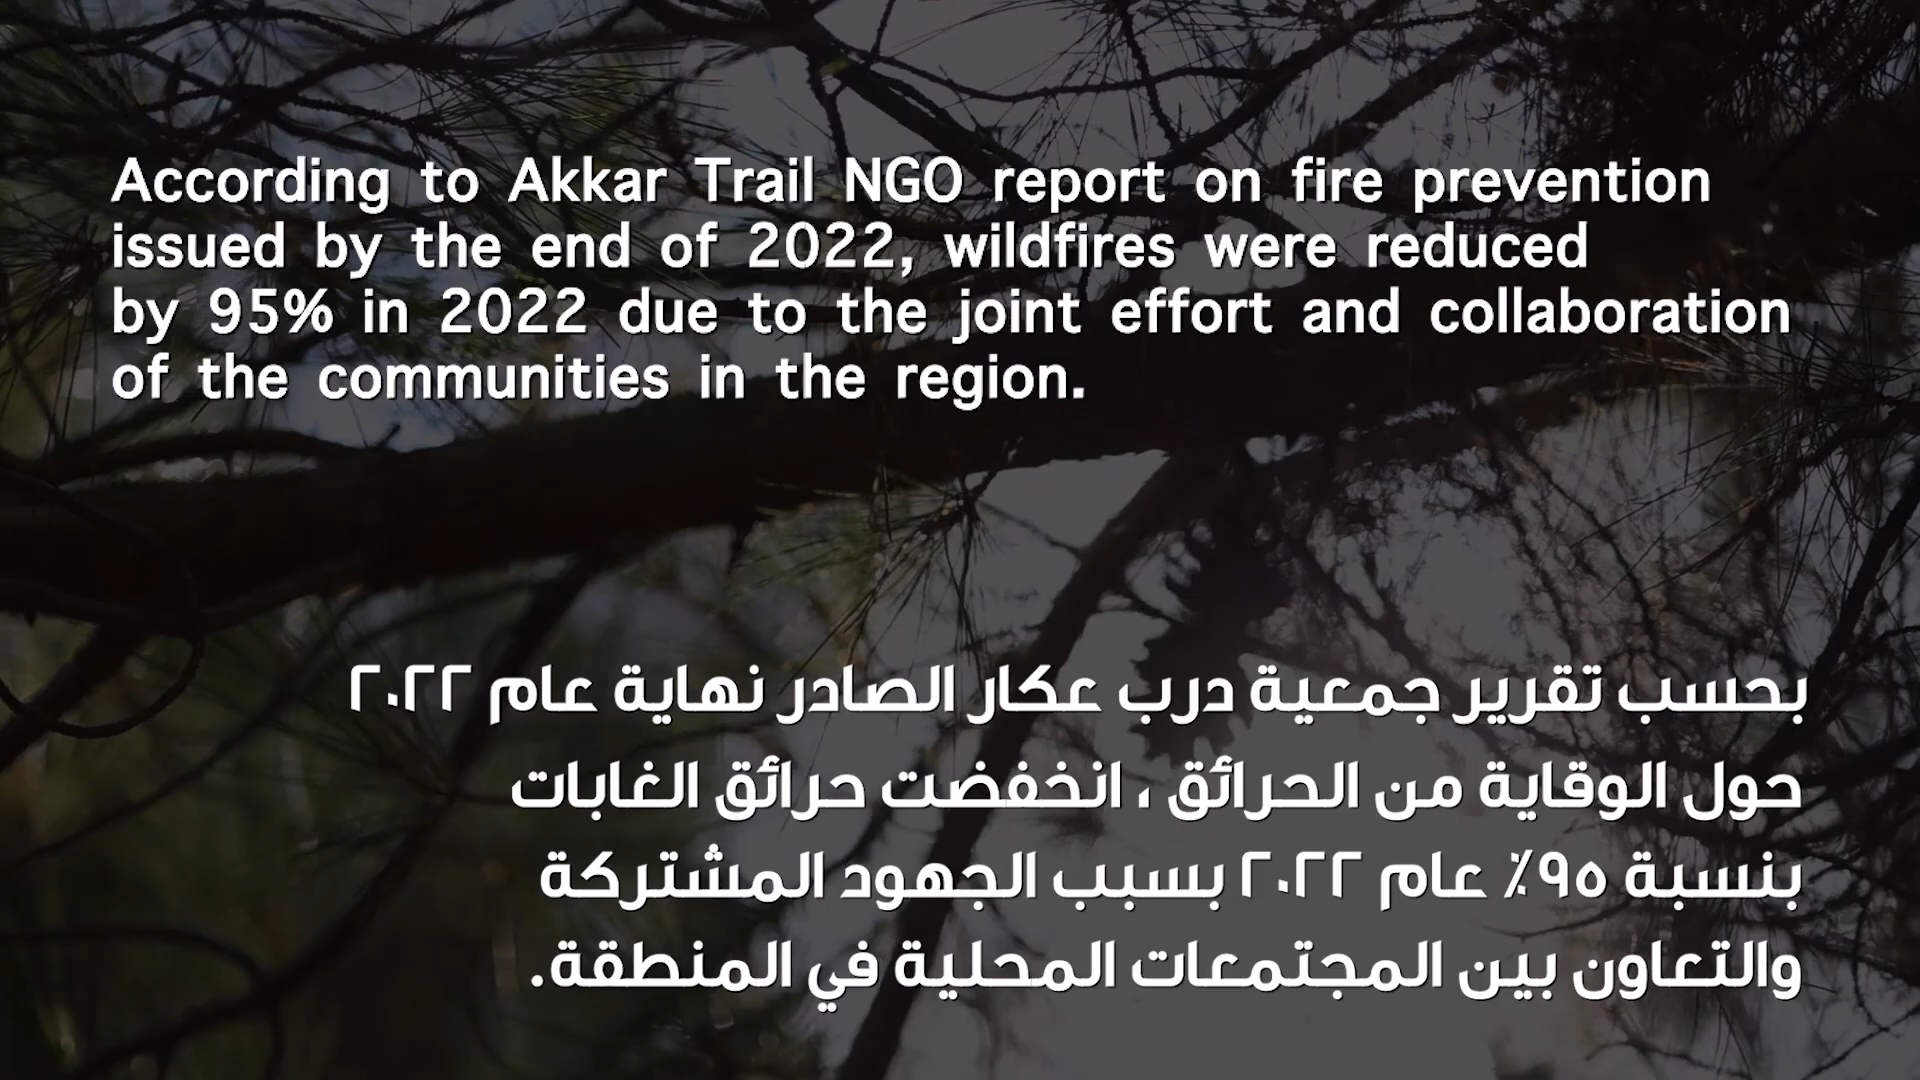 According to Akkar Trail NGO report on fire prevention
issued by the end of 2022, wildfires were reduced
by 95% in 2022 due to the joint effort and collaboration
of the communities in the region.
بحسب تقرير جمعية درب عكار الصادر نهاية عام ٢٠٢٢
حول الوقاية من الحرائق ، انخفضت حرائق الغابات
بنسبة ٩٥٪ عام ٢٠٢٢ بسبب الجهود المشتركة
والتعاون بين المجتمعات المحلية في المنطقة.